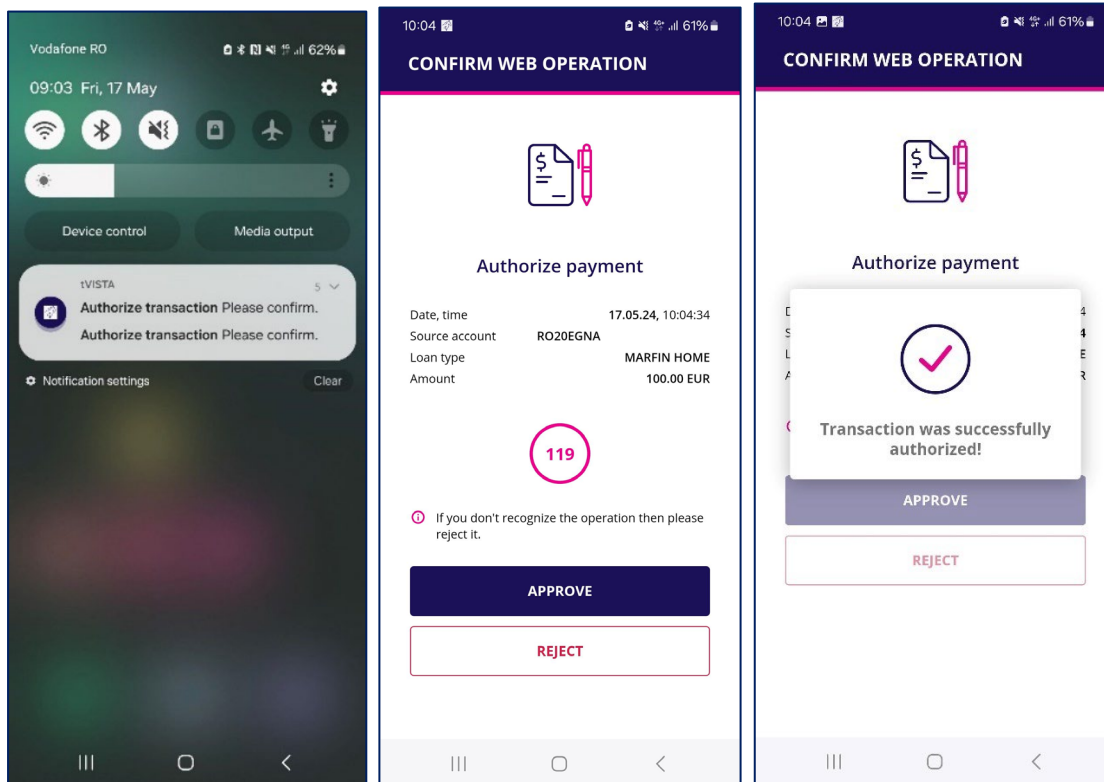 Vodafone RO
62%
09:03 Fri, 17 May
Device control
Media output
tVISTA
5
Authorize transaction Please confirm.
Authorize transaction Please confirm.
Notification settings
Clear
10:04
61%
CONFIRM WEB OPERATION
$
Authorize payment
Date, time 17.05.24, 10:04:34
Source account RO20EGNA
Loan type MARFIN HOME
Amount 100.00 EUR
119
If you don't recognize the operation then please
reject it.
APPROVE
REJECT
10:04
61%
CONFIRM WEB OPERATION
$
Authorize payment
4
4
E
R
Transaction was successfully
authorized!
APPROVE
REJECT